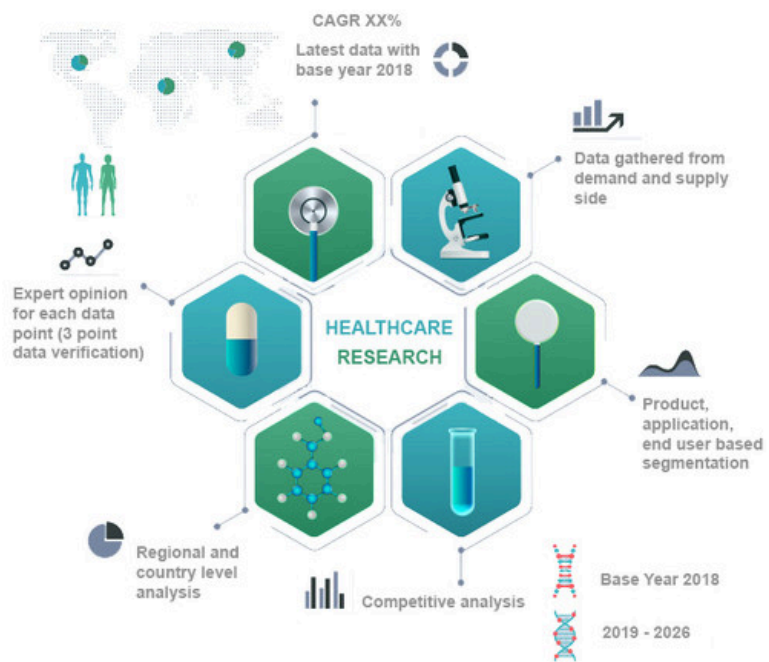 CAGR XX%
Latest data with
base year 2018
Data gathered from
demand and supply
side
Expert opinion
for each data
point (3 point
data verification)
HEALTHCARE
RESEARCH
Product,
application,
end user based
segmentation
Regional and
country level
analysis
Competitive analysis
Base Year 2018
2019 - 2026